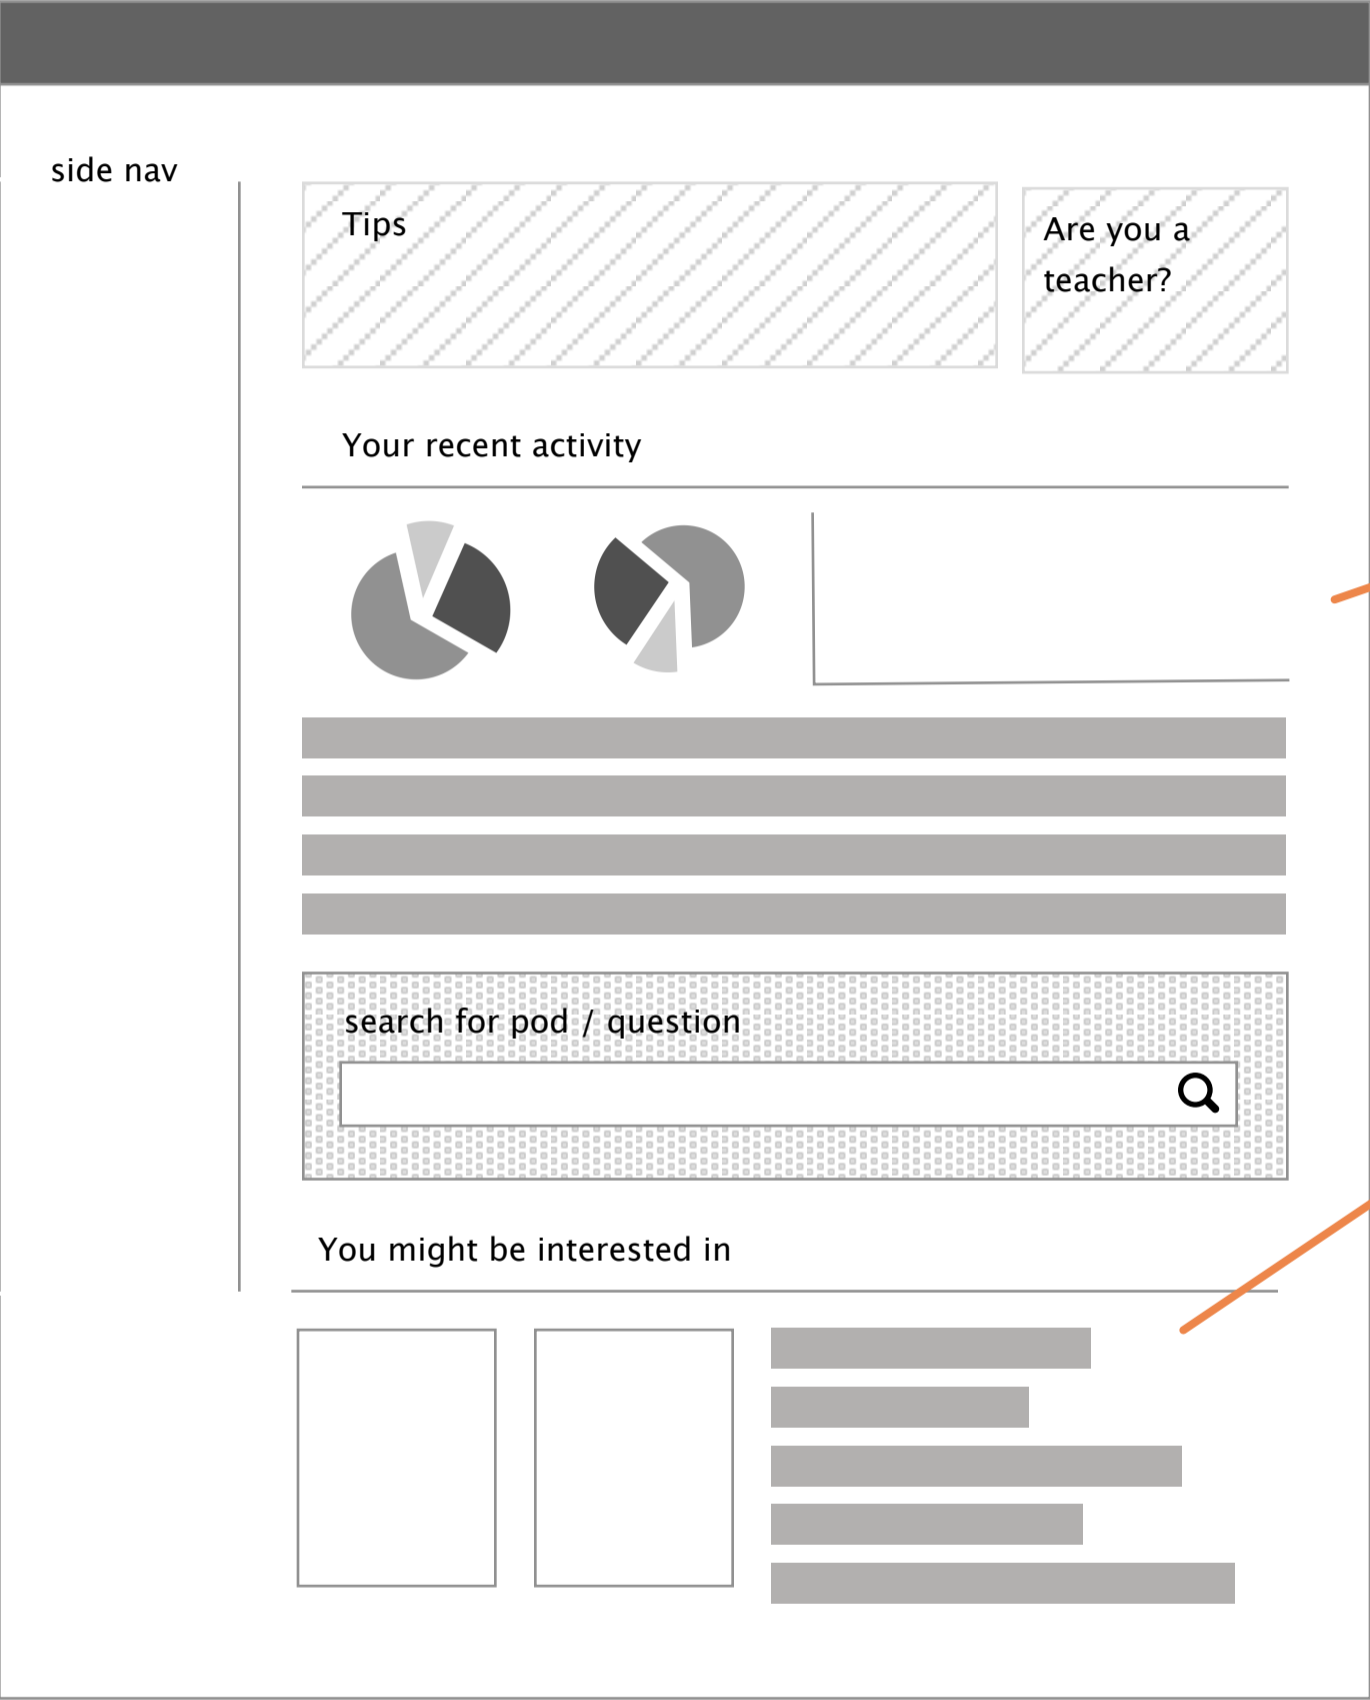 side nav
Tips
Are you a
teacher?
Your recent activity
search for pod / question
You might be interested in